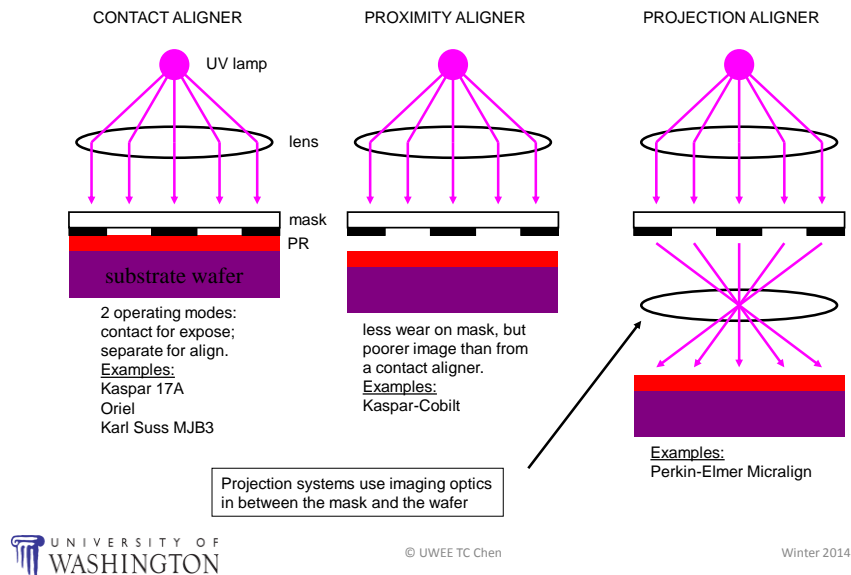 CONTACT ALIGNER
PROXIMITY ALIGNER
PROJECTION ALIGNER
UV lamp
lens
mask
PR
substrate wafer
2 operating modes:
contact for expose;
separate for align.
Examples:
Kaspar 17A
Oriel
Karl Suss MJB3
less wear on mask, but
poorer image than from
a contact aligner.
Examples:
Kaspar-Cobilt
Examples:
Perkin-Elmer Micralign
Projection systems use imaging optics
in between the mask and the wafer
UNIVERSITY OF
WASHINGTON
© UWEE TC Chen
Winter 2014